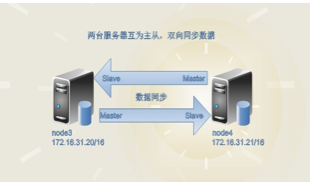 两台服务器互为主从，双向同步数据
Slave Master
数据同步
Master Slave
node3
172.16.31.20/16
node4
172.16.31.21/16